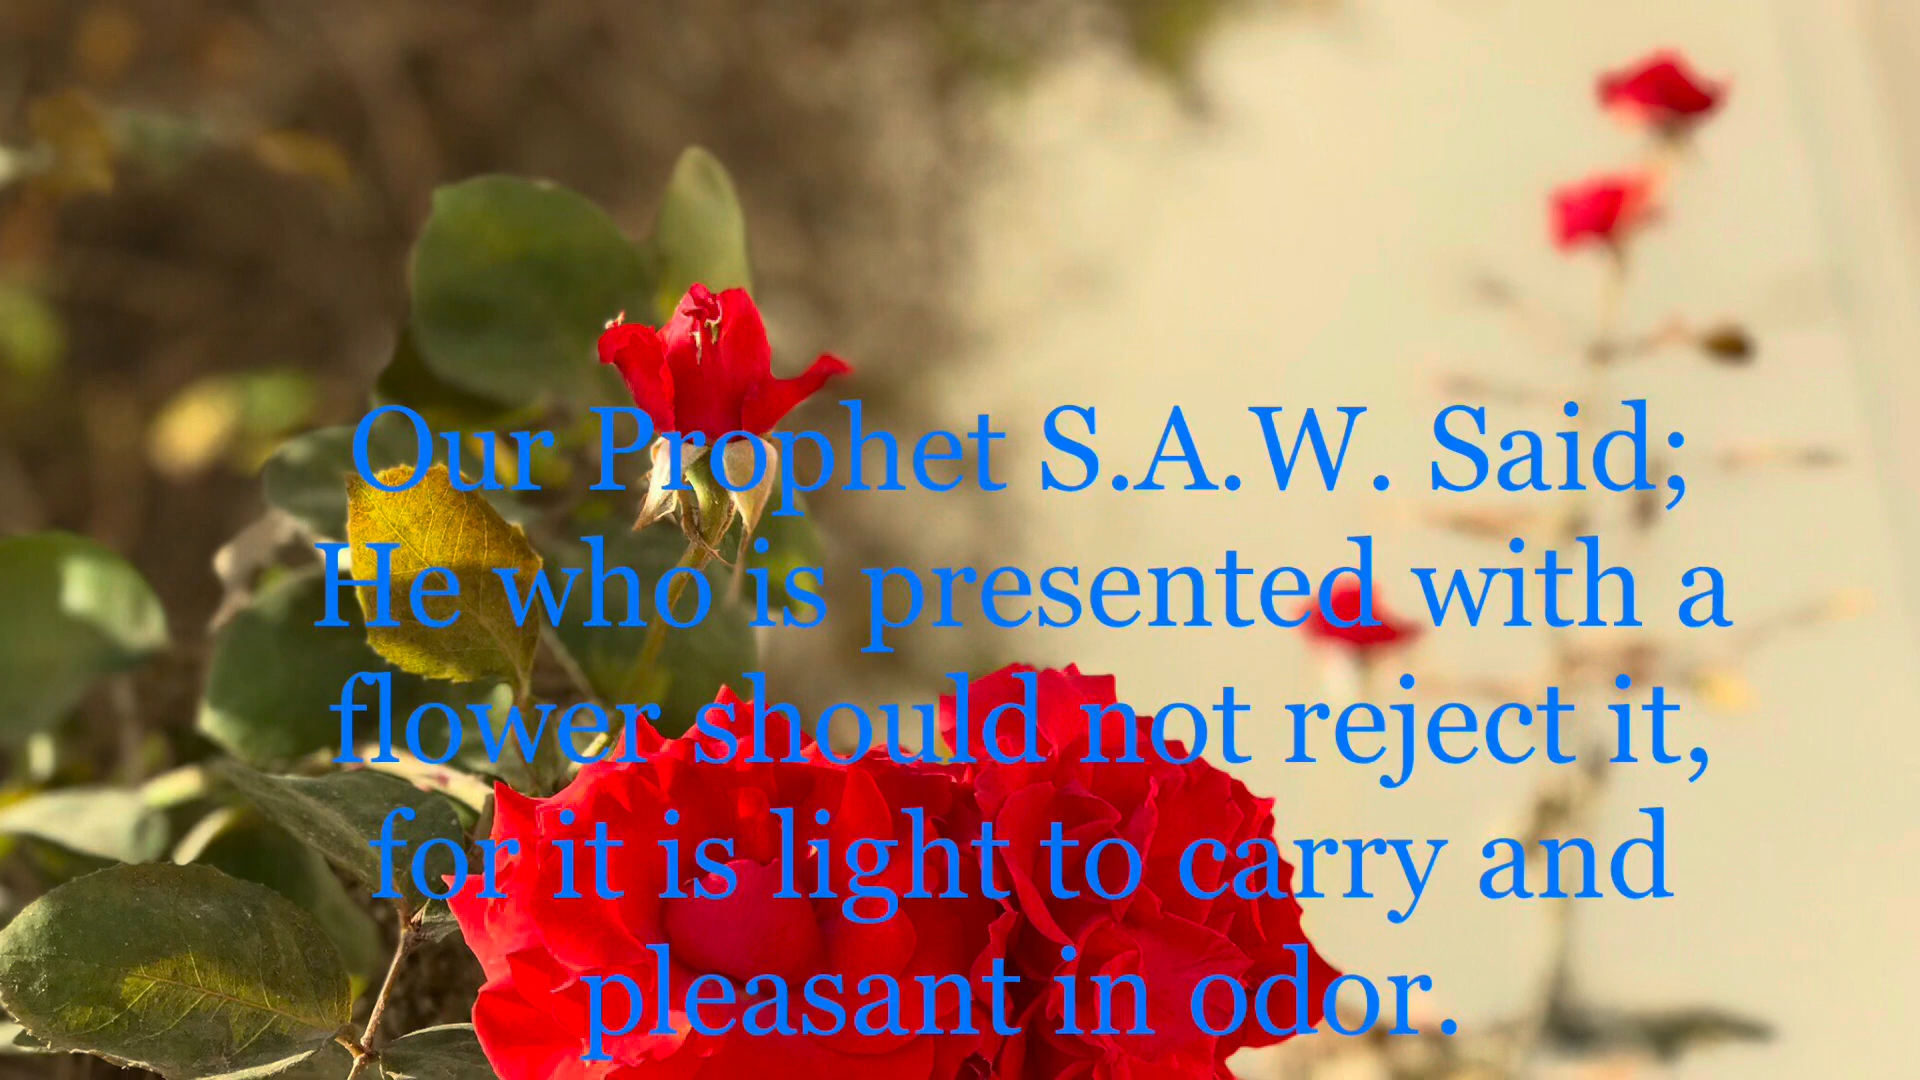 Our Prophet S.A.W. Said;
He who is presented with a
flower should not reject it,
for it is light to carry and
pleasant in odor.